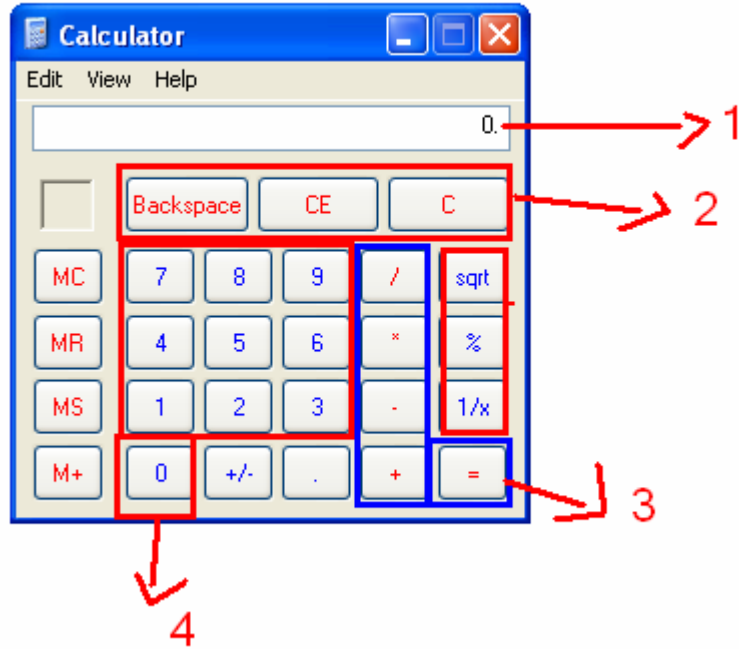 Calculator
Edit View Help
0. 1
Backspace CE C 2
MC 7 8 9 / sqrt
MR 4 5 6 * %
MS 1 2 3 - 1/x
M+ 0 +/- . + = 3
4